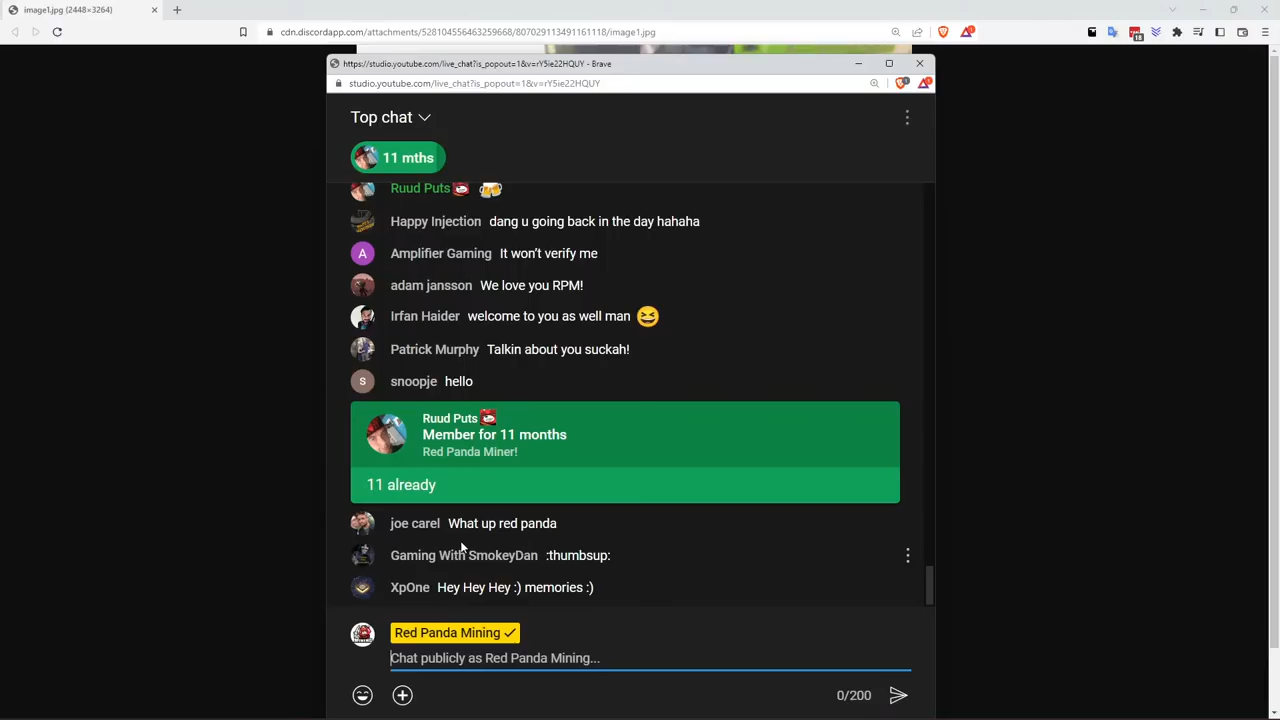 image1.jpg (2448×3264)
cdn.discordapp.com/attachments/528104556463259668/807029113491161118/image1.jpg
18
https://studio.youtube.com/live_chat?is_popout=1&v=rY5ie22HQUY - Brave
studio.youtube.com/live_chat?is_popout=1&v=rY5ie22HQUY
Top chat
11 mths
Ruud Puts
Happy Injection dang u going back in the day hahaha
A Amplifier Gaming It won't verify me
adam jansson We love you RPM!
Irfan Haider welcome to you as well man
Patrick Murphy Talkin about you suckah!
S snoopje hello
Ruud Puts
Member for 11 months
Red Panda Miner!
11 already
joe carel What up red panda
Gaming With SmokeyDan :thumbsup:
XpOne Hey Hey Hey :) memories :)
Red Panda Mining
Chat publicly as Red Panda Mining...
0/200